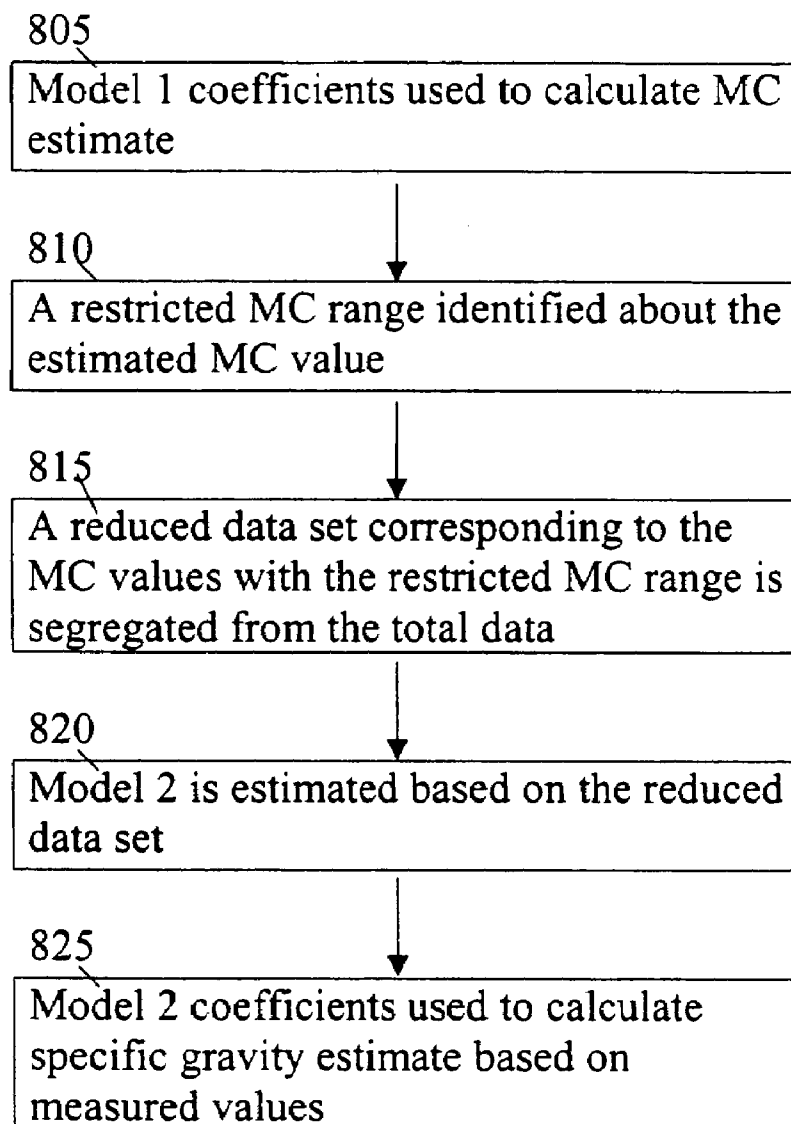 805
Model 1 coefficients used to calculate MC
estimate
810
A restricted MC range identified about the
estimated MC value
815
A reduced data set corresponding to the
MC values with the restricted MC range is
segregated from the total data
820
Model 2 is estimated based on the reduced
data set
825
Model 2 coefficients used to calculate
specific gravity estimate based on
measured values